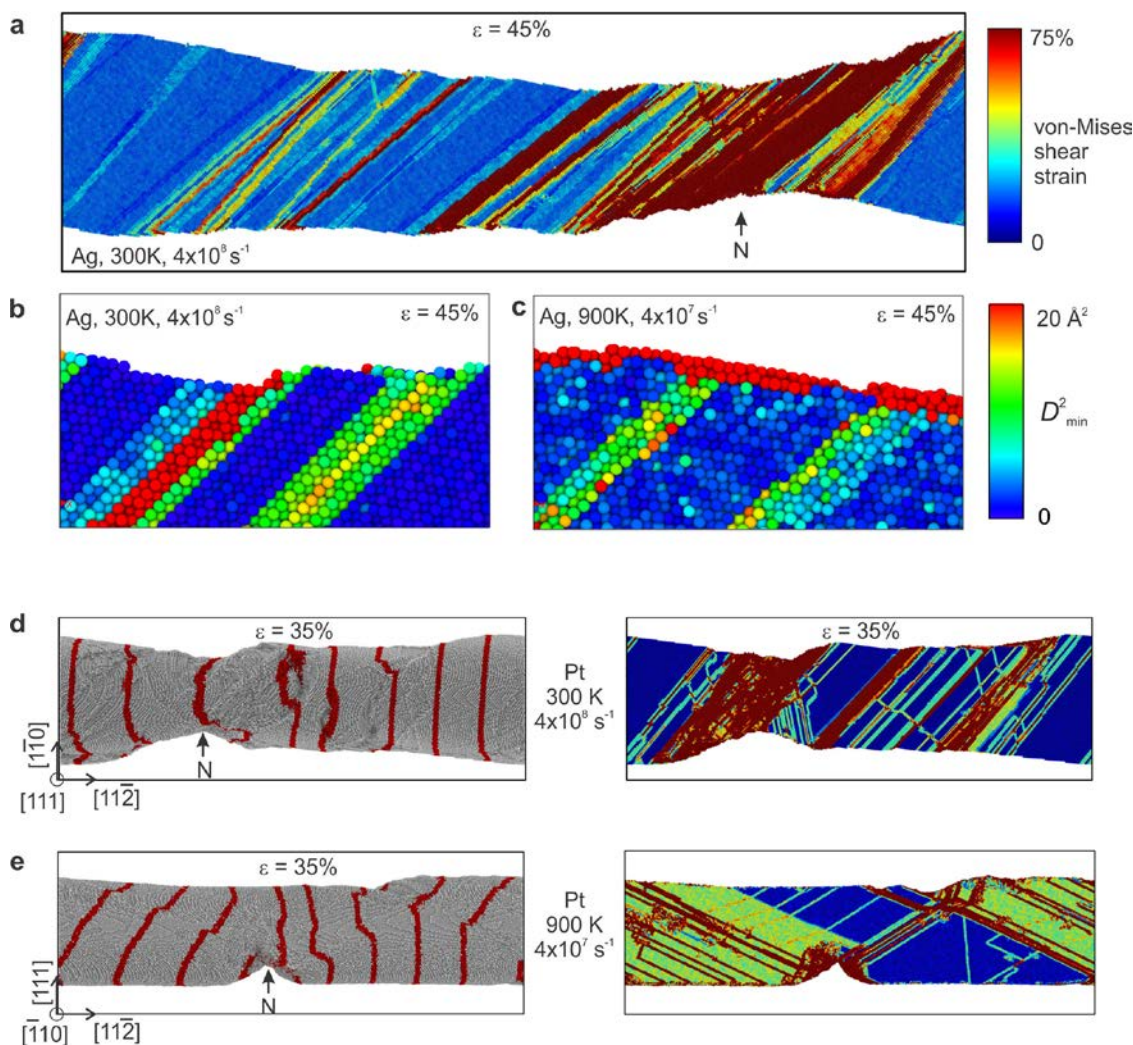 a
ε = 45%
75%
von-Mises
shear
strain
0
N
Ag, 300K, 4x10⁸ s⁻¹
b
Ag, 300K, 4x10⁸ s⁻¹
ε = 45%
c
Ag, 900K, 4x10⁷ s⁻¹
ε = 45%
20 Å²
D²min
0
d
ε = 35%
N
[1̄1̄0]
[111]
[112̄]
Pt
300 K
4x10⁸ s⁻¹
ε = 35%
e
ε = 35%
N
[111]
[1̄10]
[112̄]
Pt
900 K
4x10⁷ s⁻¹